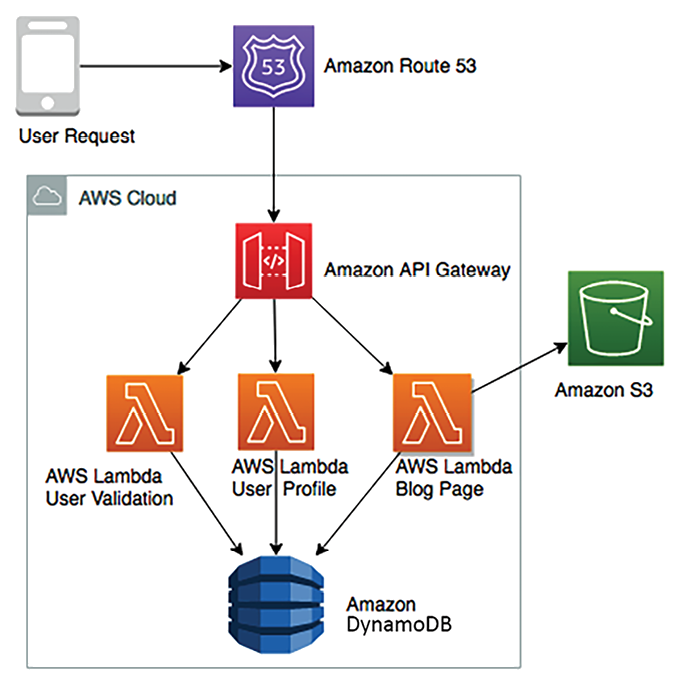 53
Amazon Route 53
User Request
AWS Cloud
</>
Amazon API Gateway
Amazon S3
AWS Lambda
User Validation
AWS Lambda
User Profile
AWS Lambda
Blog Page
Amazon
DynamoDB